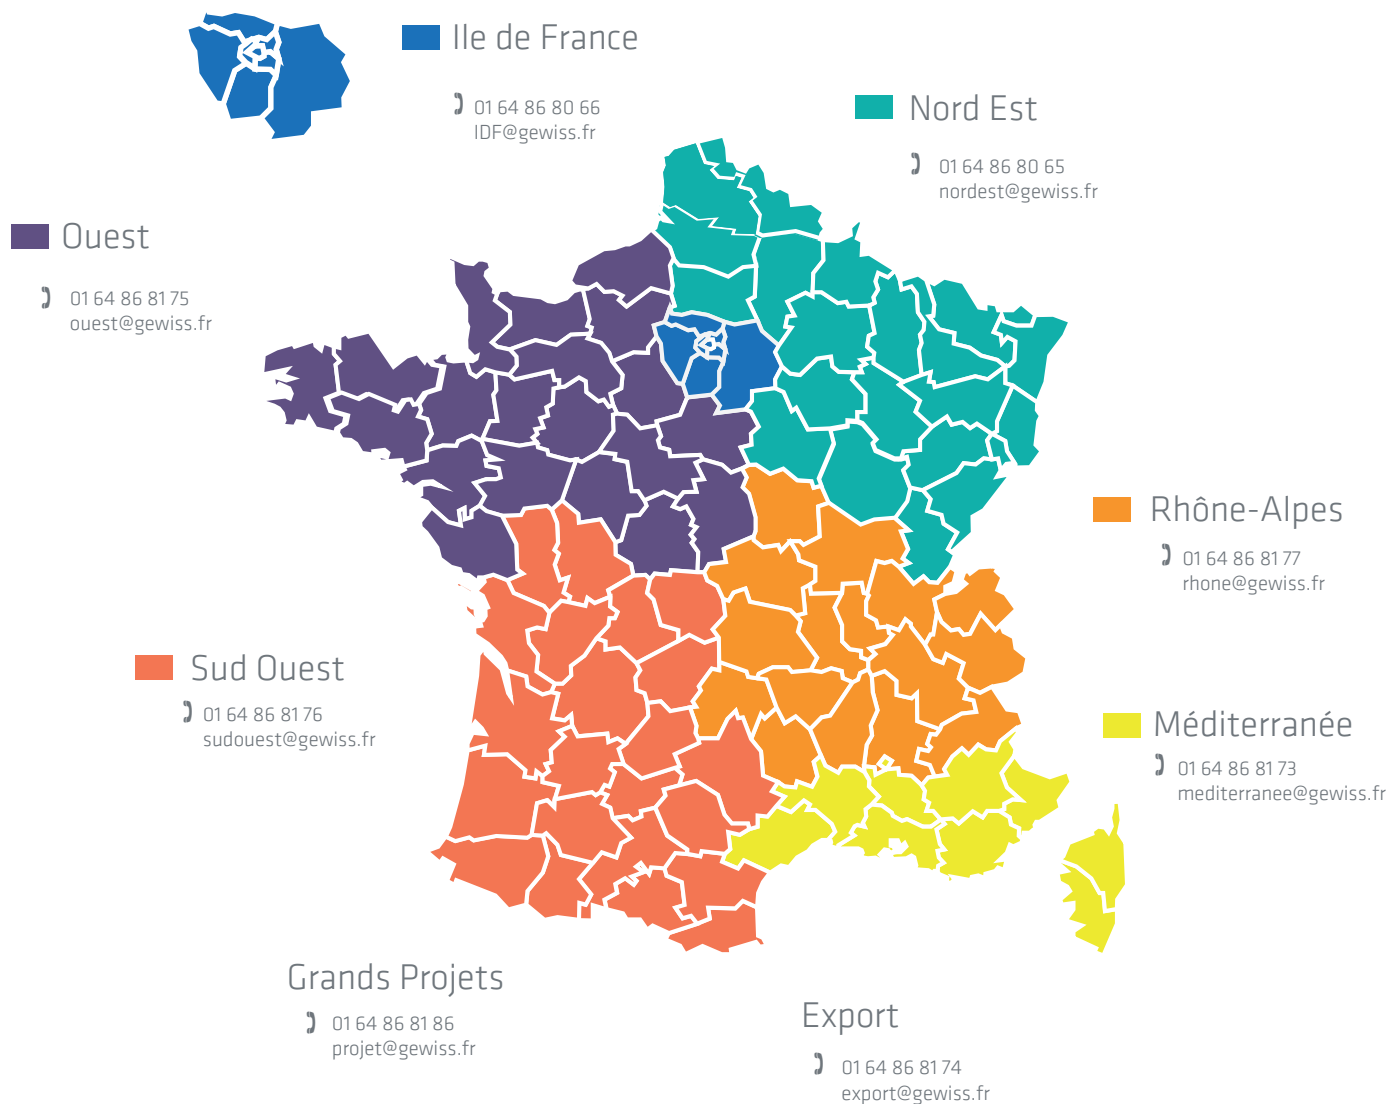 Ile de France
01 64 86 80 66
IDF@gewiss.fr
Nord Est
01 64 86 80 65
nordest@gewiss.fr
Ouest
01 64 86 81 75
ouest@gewiss.fr
Rhône-Alpes
01 64 86 81 77
rhone@gewiss.fr
Sud Ouest
01 64 86 81 76
sudouest@gewiss.fr
Méditerranée
01 64 86 81 73
mediterranee@gewiss.fr
Grands Projets
01 64 86 81 86
projet@gewiss.fr
Export
01 64 86 81 74
export@gewiss.fr